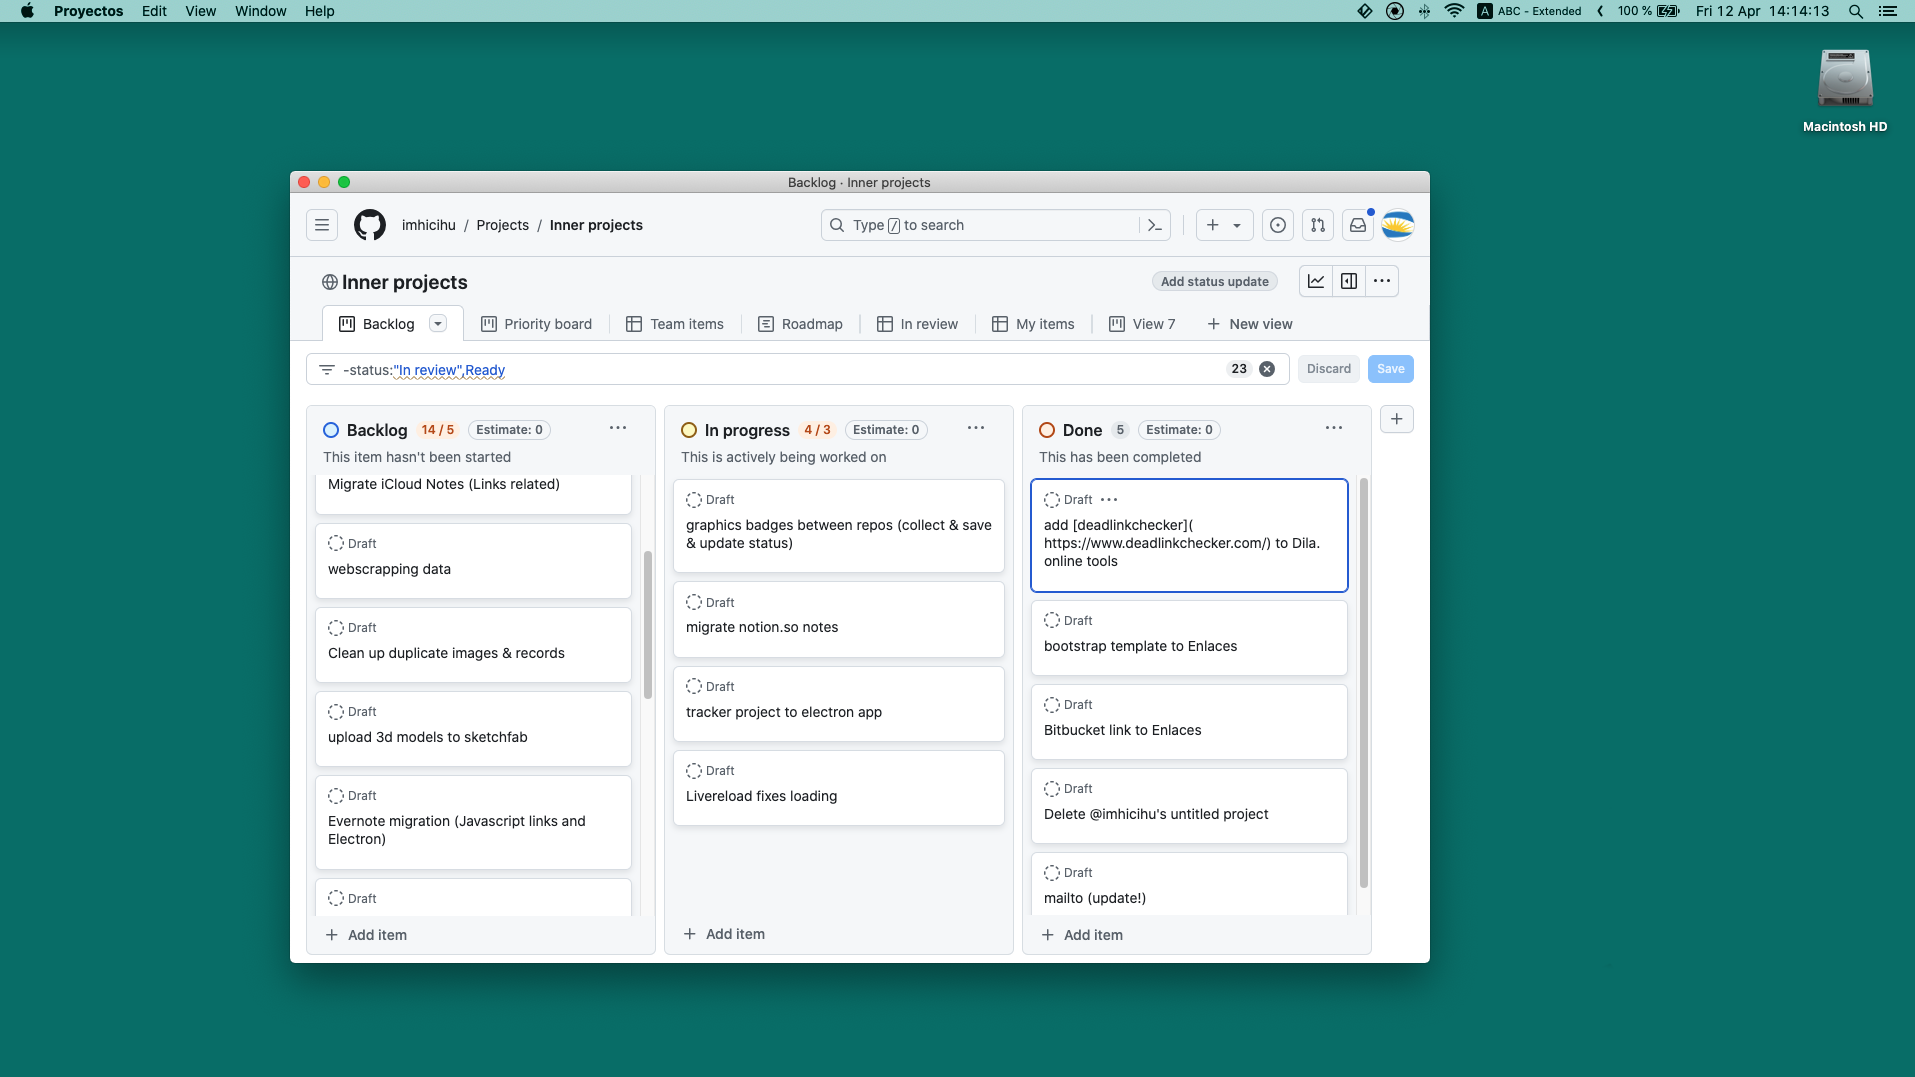 Proyectos Edit View Window Help
A ABC - Extended 100 % Fri 12 Apr 14:14:13
Macintosh HD
Backlog · Inner projects
imhicihu / Projects / Inner projects
Type / to search
Inner projects
Add status update
Backlog
Priority board
Team items
Roadmap
In review
My items
View 7
New view
-status:"In review",Ready
23
Discard
Save
Backlog 14 / 5 Estimate: 0
This item hasn't been started
Migrate iCloud Notes (Links related)
Draft
webscrapping data
Draft
Clean up duplicate images & records
Draft
upload 3d models to sketchfab
Draft
Evernote migration (Javascript links and
Electron)
Draft
Add item
In progress 4 / 3 Estimate: 0
This is actively being worked on
Draft
graphics badges between repos (collect & save
& update status)
Draft
migrate notion.so notes
Draft
tracker project to electron app
Draft
Livereload fixes loading
Add item
Done 5 Estimate: 0
This has been completed
Draft
add [deadlinkchecker](
https://www.deadlinkchecker.com/) to Dila.
online tools
Draft
bootstrap template to Enlaces
Draft
Bitbucket link to Enlaces
Draft
Delete @imhicihu's untitled project
Draft
mailto (update!)
Add item